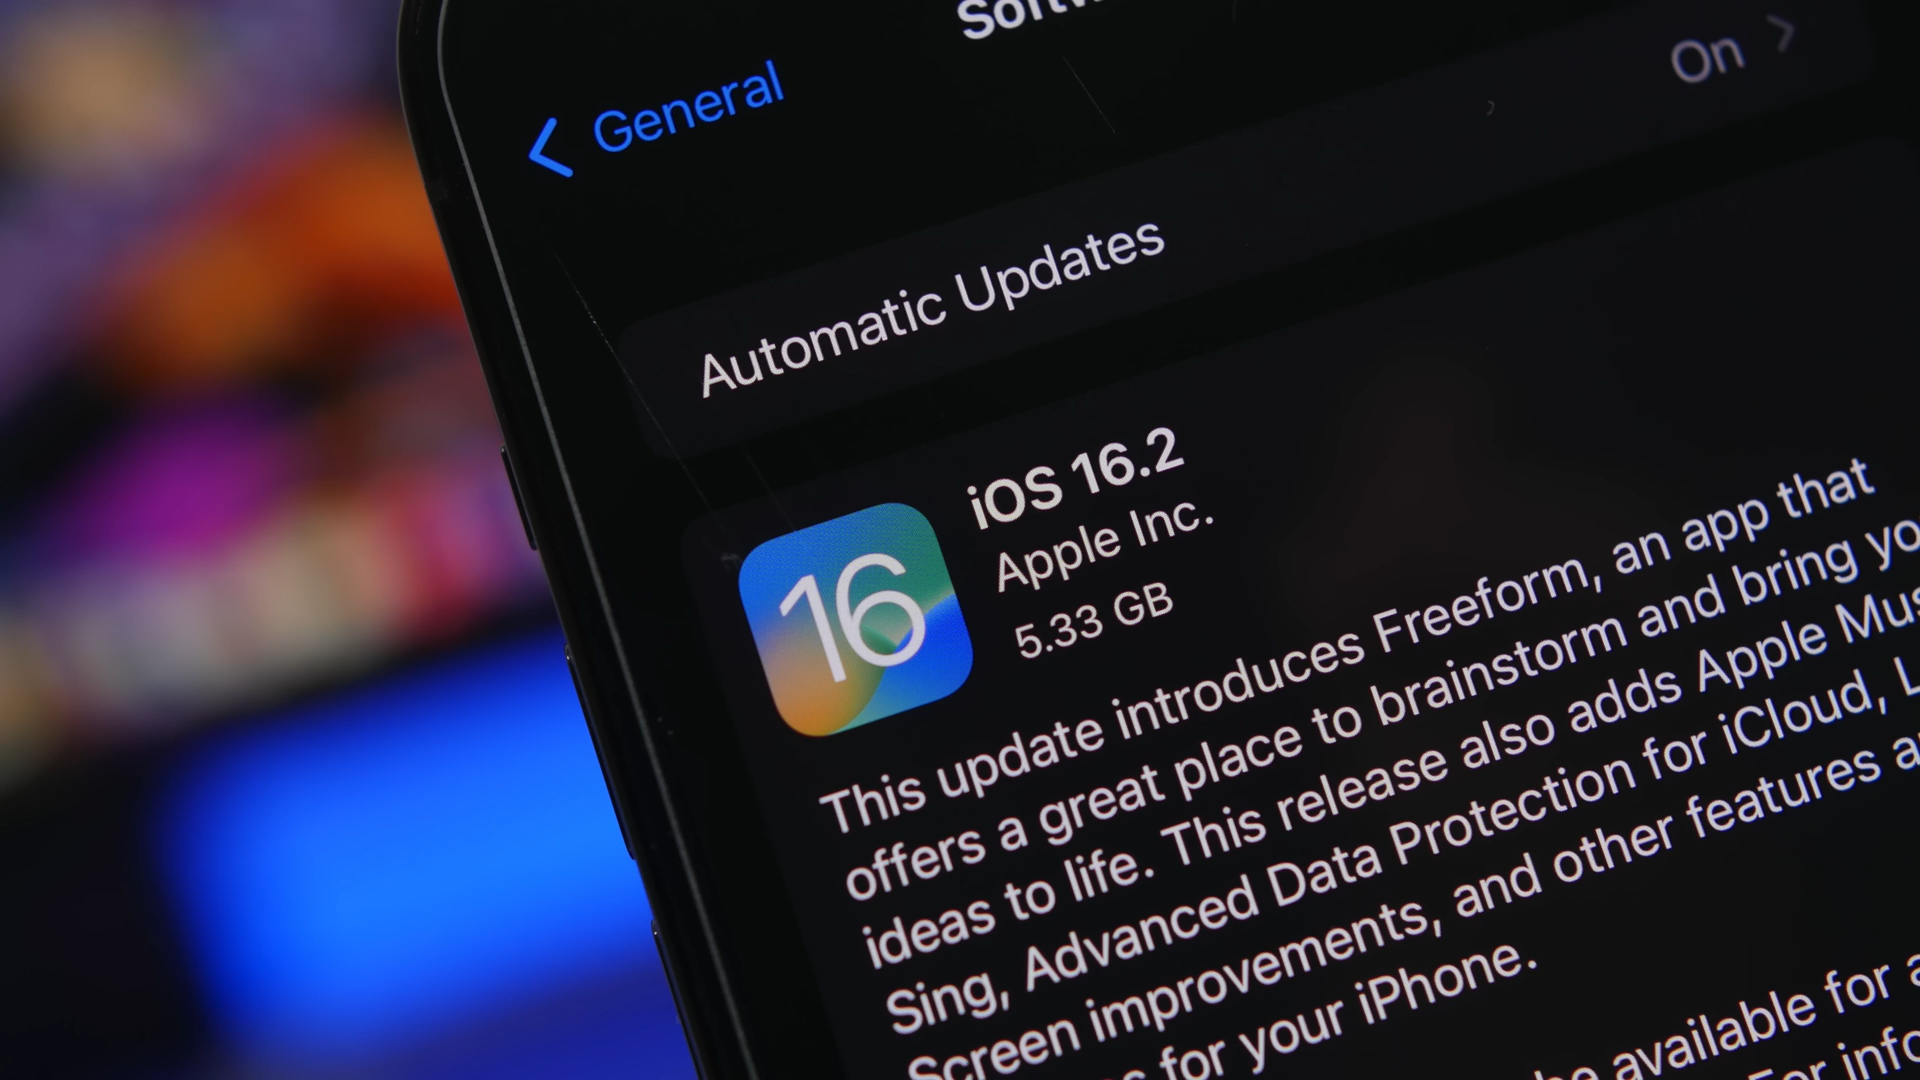 General
Automatic Updates
On
16
iOS 16.2
Apple Inc.
5.33 GB
This update introduces Freeform, an app that
offers a great place to brainstorm and bring
ideas to life. This release also adds Apple
Sing, Advanced Data Protection for iCloud,
Screen improvements, and other features
for your iPhone.
available for
For